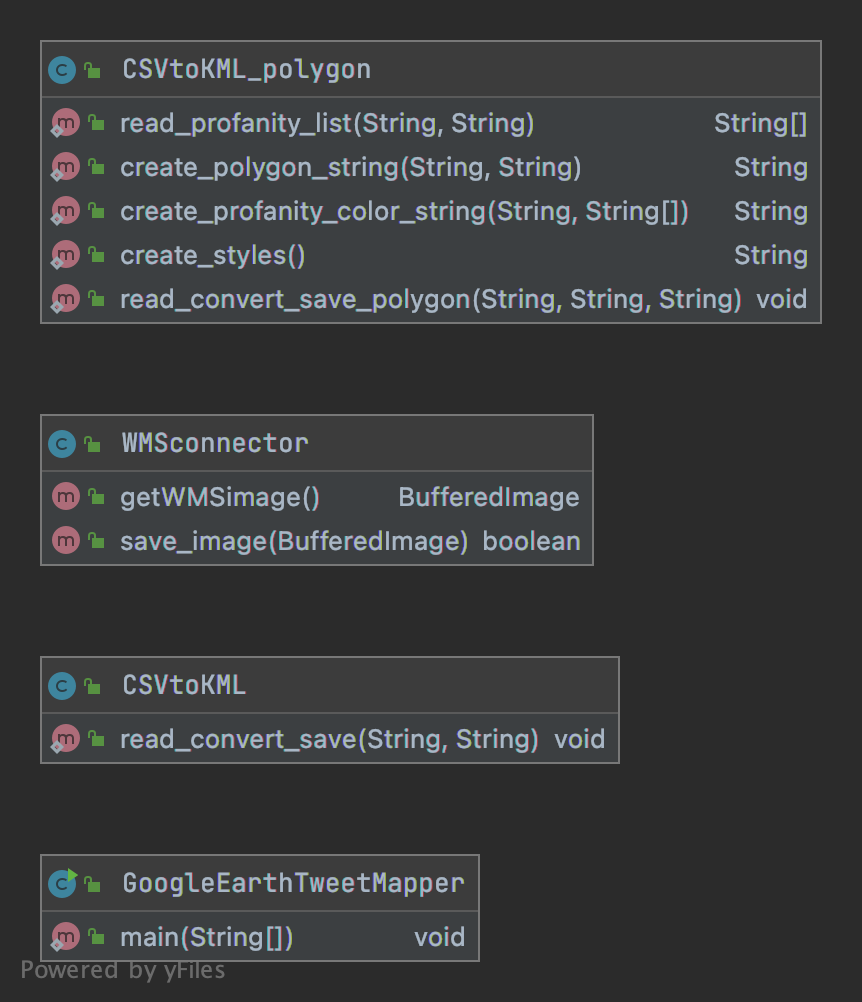 CSVtoKML_polygon
read_profanity_list(String, String) String[]
create_polygon_string(String, String) String
create_profanity_color_string(String, String[]) String
create_styles() String
read_convert_save_polygon(String, String, String) void
WMSconnector
getWMSimage() BufferedImage
save_image(BufferedImage) boolean
CSVtoKML
read_convert_save(String, String) void
GoogleEarthTweetMapper
main(String[]) void
Powered by yFiles